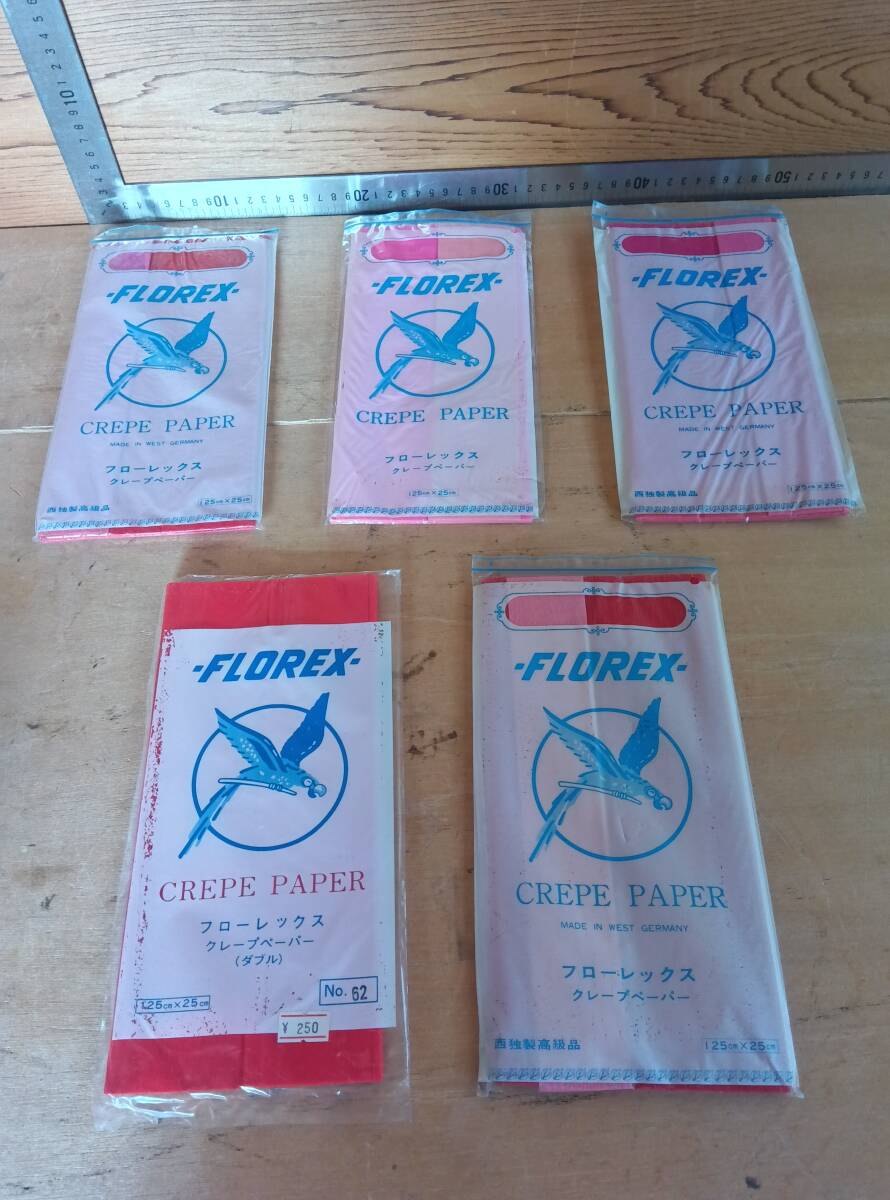 -FLOREX-
CREPE PAPER
MADE IN WEST GERMANY
フローレックス
クレープペーパー
西独製高級品
125cm×25cm
-FLOREX-
CREPE PAPER
フローレックス
クレープペーパー
125cm×25cm
-FLOREX-
CREPE PAPER
MADE IN WEST GERMANY
フローレックス
クレープペーパー
西独製高級品
125cm×25cm
-FLOREX-
CREPE PAPER
フローレックス
クレープペーパー
(ダブル)
No. 62
125cm×25cm
¥ 250
-FLOREX-
CREPE PAPER
MADE IN WEST GERMANY
フローレックス
クレープペーパー
西独製高級品
125cm×25cm